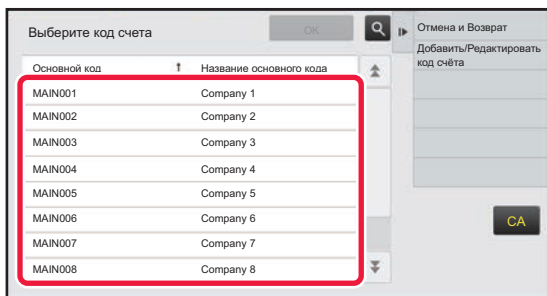 Выберите код счета
OK
Отмена и Возврат
Добавить/Редактировать
код счёта
Основной код Название основного кода
MAIN001 Company 1
MAIN002 Company 2
MAIN003 Company 3
MAIN004 Company 4
MAIN005 Company 5
MAIN006 Company 6
MAIN007 Company 7
MAIN008 Company 8
CA